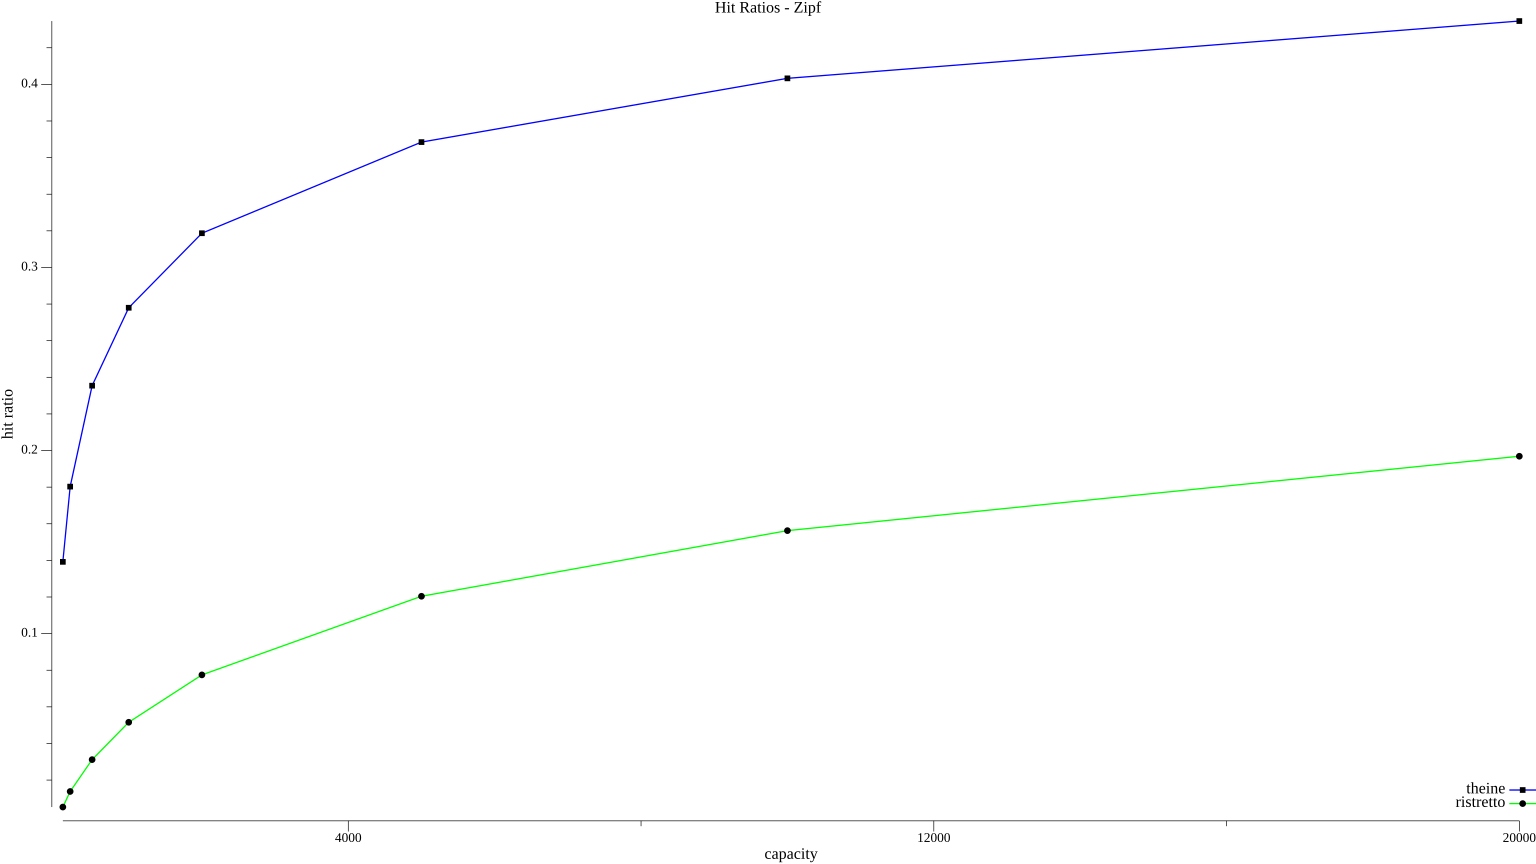 Hit Ratios - Zipf
0.4
0.3
0.2
0.1
hit ratio
theine
ristretto
4000
12000
20000
capacity